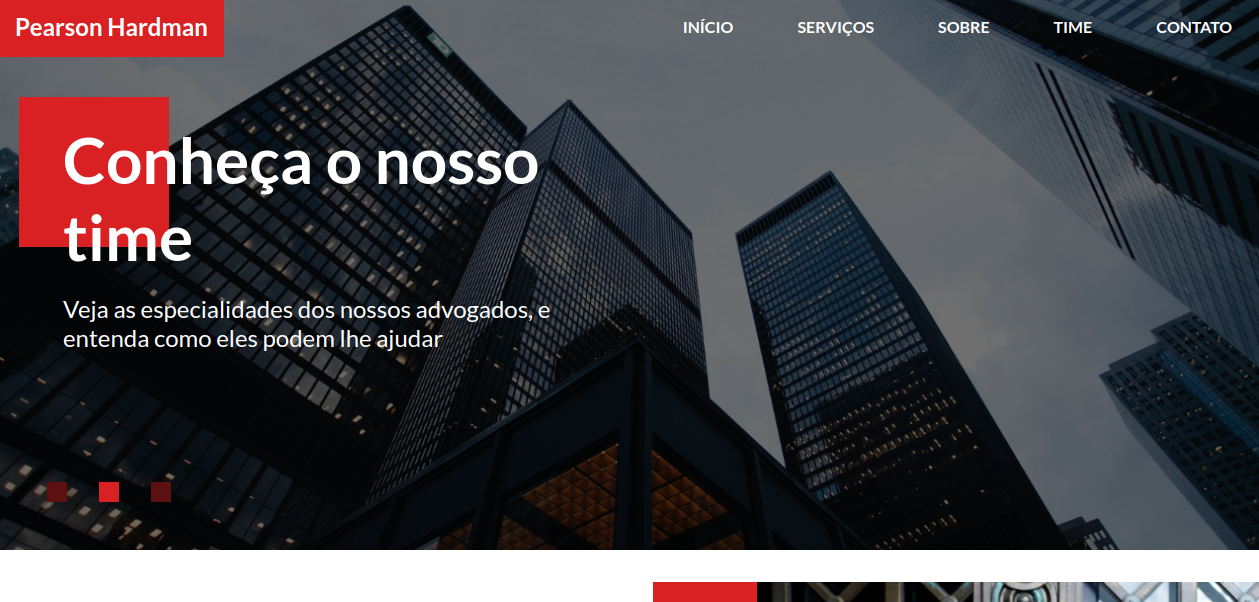 Pearson Hardman
INÍCIO SERVIÇOS SOBRE TIME CONTATO
Conheça o nosso
time
Veja as especialidades dos nossos advogados, e
entenda como eles podem lhe ajudar